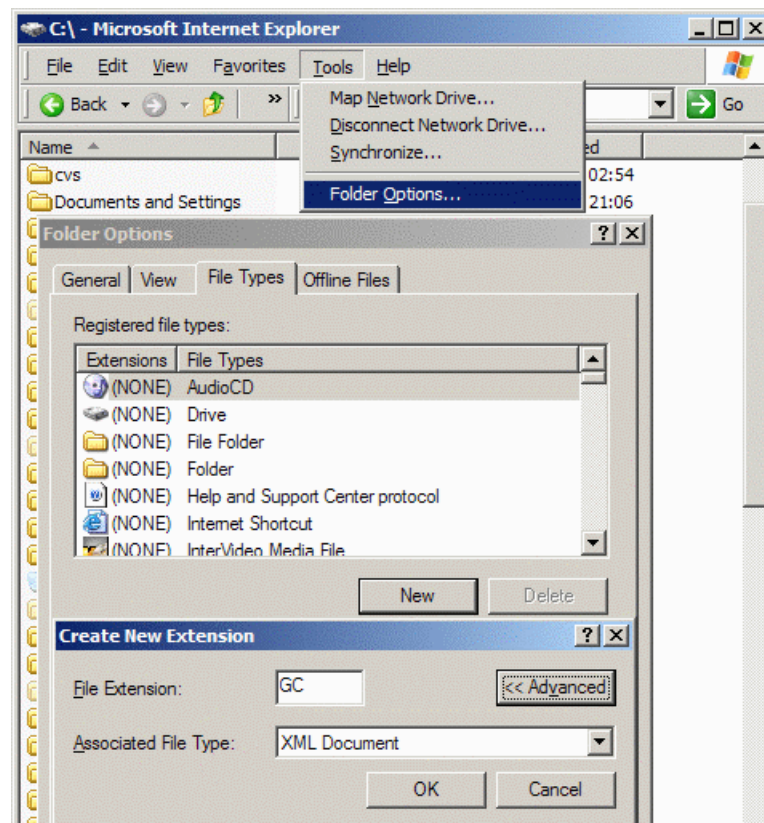 C:\ - Microsoft Internet Explorer
File Edit View Favorites Tools Help
Back » Go
Map Network Drive...
Disconnect Network Drive...
Synchronize...
Folder Options...
Name ed
cvs 02:54
Documents and Settings 21:06
Folder Options
General View File Types Offline Files
Registered file types:
Extensions File Types
(NONE) AudioCD
(NONE) Drive
(NONE) File Folder
(NONE) Folder
(NONE) Help and Support Center protocol
(NONE) Internet Shortcut
(NONE) InterVideo Media File
New Delete
Create New Extension
File Extension: GC << Advanced
Associated File Type: XML Document
OK Cancel